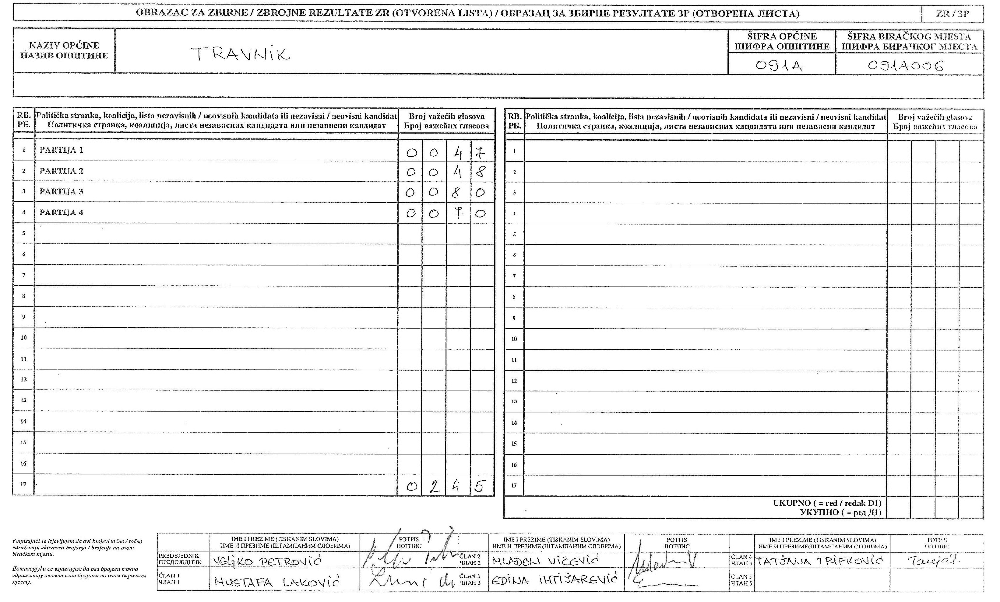 OBRAZAC ZA ZBIRNE / ZBROJNE REZULTATE ZR (OTVORENA LISTA) / ОБРАЗАЦ ЗА ЗБИРНЕ РЕЗУЛТАТЕ ЗР (ОТВОРЕНА ЛИСТА) ZR / ЗР
NAZIV OPĆINE
НАЗИВ ОПШТИНЕ
TRAVNIK
ŠIFRA OPĆINE
ШИФРА ОПШТИНЕ
091A
ŠIFRA BIRAČKOG MJESTA
ШИФРА БИРАЧКОГ МЈЕСТА
091A006
RB. Politička stranka, koalicija, lista nezavisnih / neovisnih kandidata ili nezavisni / neovisni kandidat Broj važećih glasova
РБ. Политичка странка, коалиција, листа независних кандидата или независни кандидат Број важећих гласова
1 PARTIJA 1 0 0 4 7
2 PARTIJA 2 0 0 4 8
3 PARTIJA 3 0 0 8 0
4 PARTIJA 4 0 0 7 0
5
6
7
8
9
10
11
12
13
14
15
16
17 0 2 4 5
RB. Politička stranka, koalicija, lista nezavisnih / neovisnih kandidata ili nezavisni / neovisni kandidat Broj važećih glasova
РБ. Политичка странка, коалиција, листа независних кандидата или независни кандидат Број важећих гласова
1
2
3
4
5
6
7
8
9
10
11
12
13
14
15
16
17
UKUPNO ( = red / redak D1)
УКУПНО ( = ред Д1)
Potpisujući se izjavljujem da ovi brojevi tačno / točno
odražavaju aktivnosti brojanja / brojenja na ovom
biračkom mjestu.
Потписујући се изјављујем да ови бројеви тачно
одражавају активности бројања на овом бирачком
мјесту.
IME I PREZIME (TISKANIM SLOVIMA) POTPIS IME I PREZIME (TISKANIM SLOVIMA) POTPIS IME I PREZIME (TISKANIM SLOVIMA) POTPIS
ИМЕ И ПРЕЗИМЕ (ШТАМПАНИМ СЛОВИМА) ПОТПИС ИМЕ И ПРЕЗИМЕ (ШТАМПАНИМ СЛОВИМА) ПОТПИС ИМЕ И ПРЕЗИМЕ(ШТАМПАНИМ СЛОВИМА) ПОТПИС
PREDSJEDNIK
ПРЕДСЈЕДНИК
VELJKO PETROVIĆ
ČLAN 2
ЧЛАН 2
MLADEN VIČEVIĆ
ČLAN 4
ЧЛАН 4
TATJANA TRIFKOVIĆ
ČLAN 1
ЧЛАН 1
MUSTAFA LAKOVIĆ
ČLAN 3
ЧЛАН 3
EDINA IHTIJAREVIĆ
ČLAN 5
ЧЛАН 5